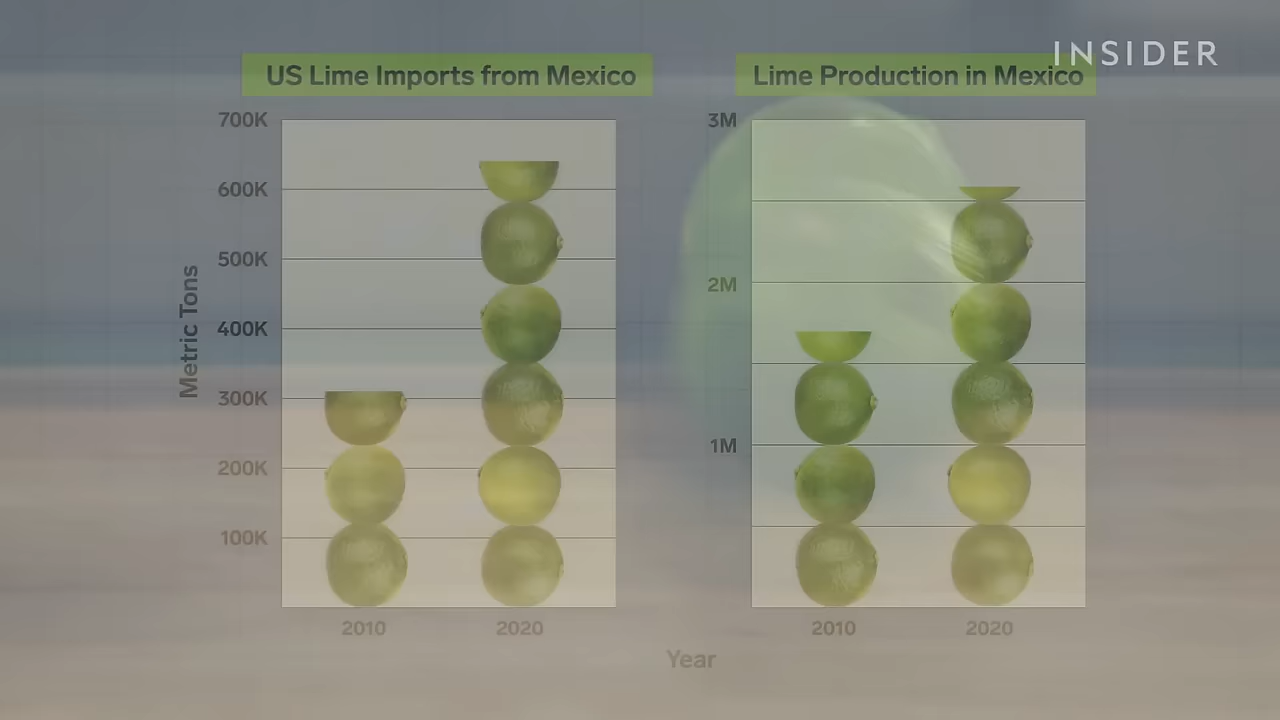 INSIDER
US Lime Imports from Mexico
Lime Production in Mexico
700K
600K
500K
400K
300K
200K
100K
Metric Tons
3M
2M
1M
2010
2020
2010
2020
Year